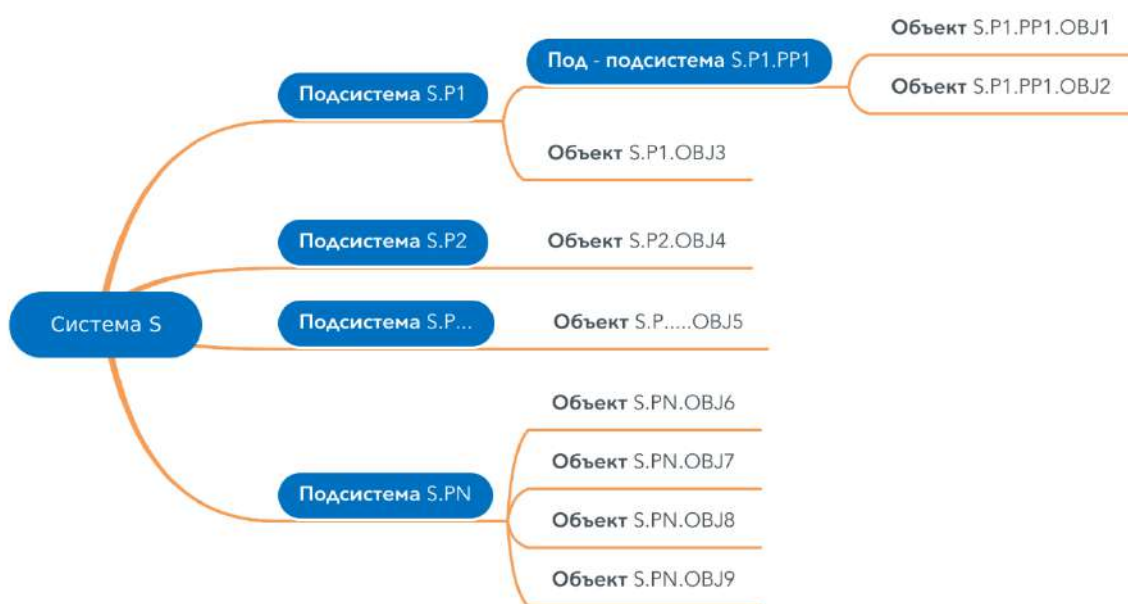 Объект S.P1.PP1.OBJ1
Под - подсистема S.P1.PP1
Объект S.P1.PP1.OBJ2
Подсистема S.P1
Объект S.P1.OBJ3
Подсистема S.P2
Объект S.P2.OBJ4
Система S
Подсистема S.P...
Объект S.P.....OBJ5
Объект S.PN.OBJ6
Объект S.PN.OBJ7
Подсистема S.PN
Объект S.PN.OBJ8
Объект S.PN.OBJ9